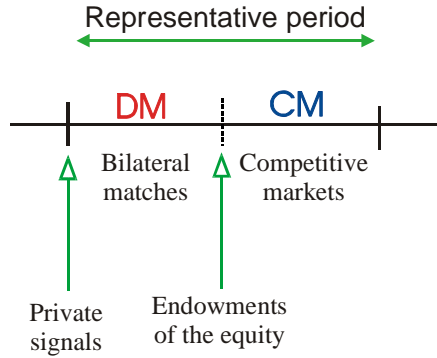 Representative period
DM
CM
Bilateral
matches
Competitive
markets
Private
signals
Endowments
of the equity